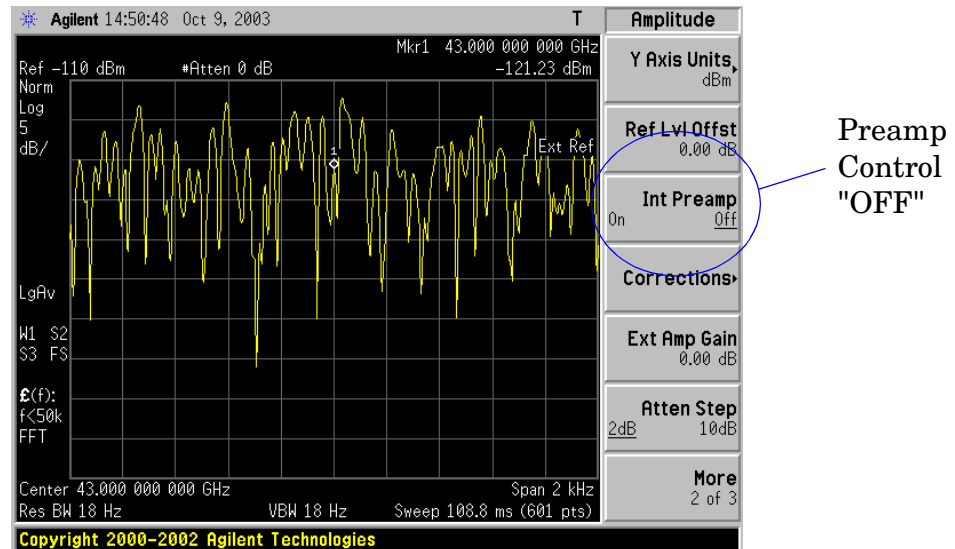 Agilent 14:50:48 Oct 9, 2003 T
Mkr1 43.000 000 000 GHz
Ref -110 dBm #Atten 0 dB -121.23 dBm
Norm
Log
5
dB/
1
Ext Ref
LgAv
W1 S2
S3 FS
£(f):
f<50k
FFT
Center 43.000 000 000 GHz Span 2 kHz
Res BW 18 Hz VBW 18 Hz Sweep 108.8 ms (601 pts)
Copyright 2000-2002 Agilent Technologies
Amplitude
Y Axis Units
dBm
Ref Lvl Offst
0.00 dB
Int Preamp
On Off
Corrections
Ext Amp Gain
0.00 dB
Atten Step
2dB 10dB
More
2 of 3
Preamp
Control
"OFF"